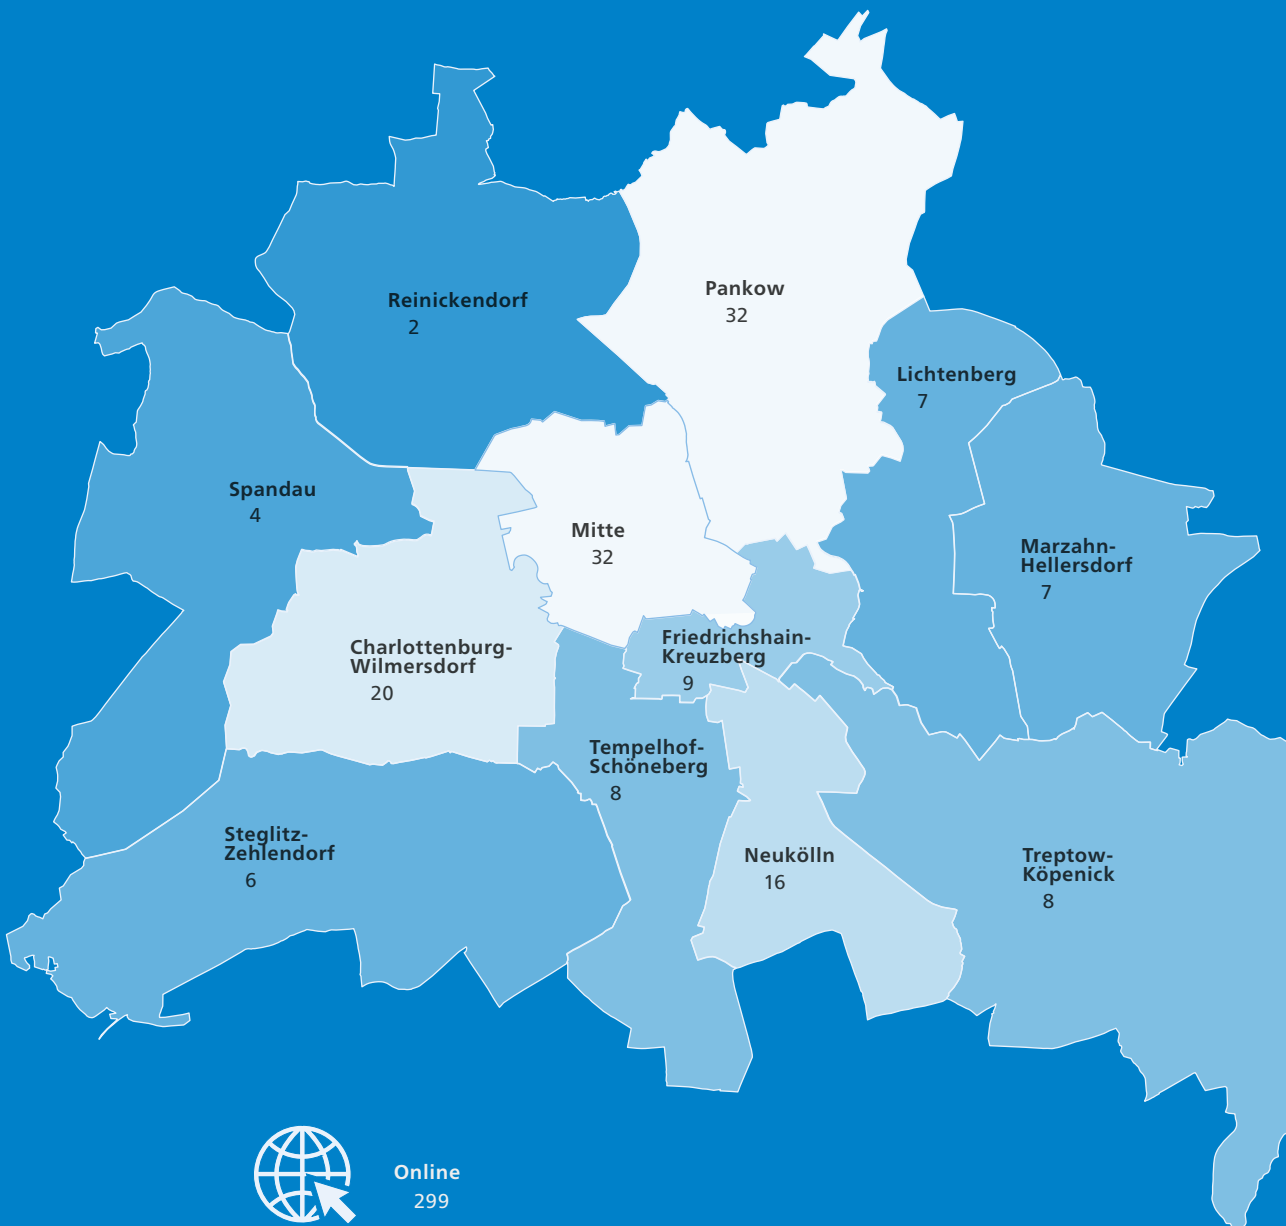 Pankow
32
Reinickendorf
2
Lichtenberg
7
Spandau
4
Mitte
32
Marzahn-
Hellersdorf
7
Charlottenburg-
Wilmersdorf
20
Friedrichshain-
Kreuzberg
9
Tempelhof-
Schöneberg
8
Steglitz-
Zehlendorf
6
Neukölln
16
Treptow-
Köpenick
8
Online
299